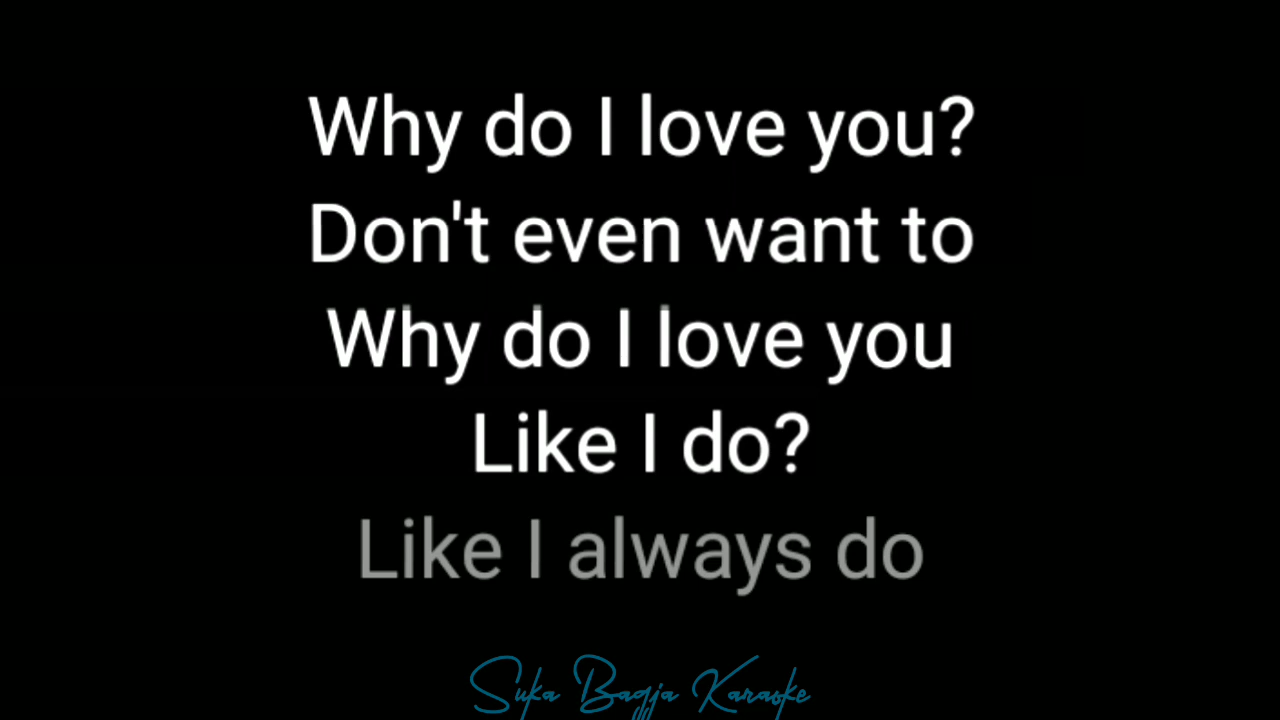 Why do I love you?
Don't even want to
Why do I love you
Like I do?
Like I always do
Suka Bagja Karaoke